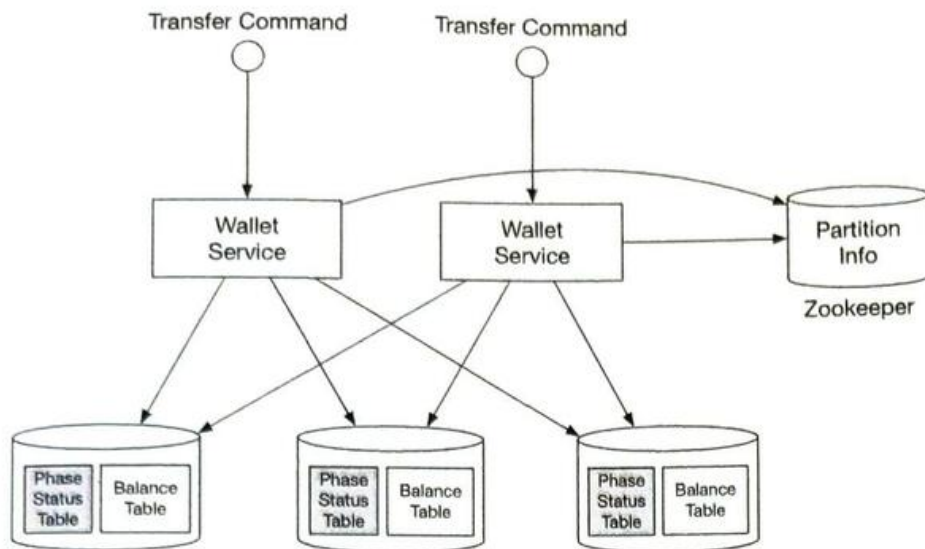 Transfer Command
Transfer Command
Wallet
Service
Wallet
Service
Partition
Info
Zookeeper
Phase
Status
Table
Balance
Table
Phase
Status
Table
Balance
Table
Phase
Status
Table
Balance
Table